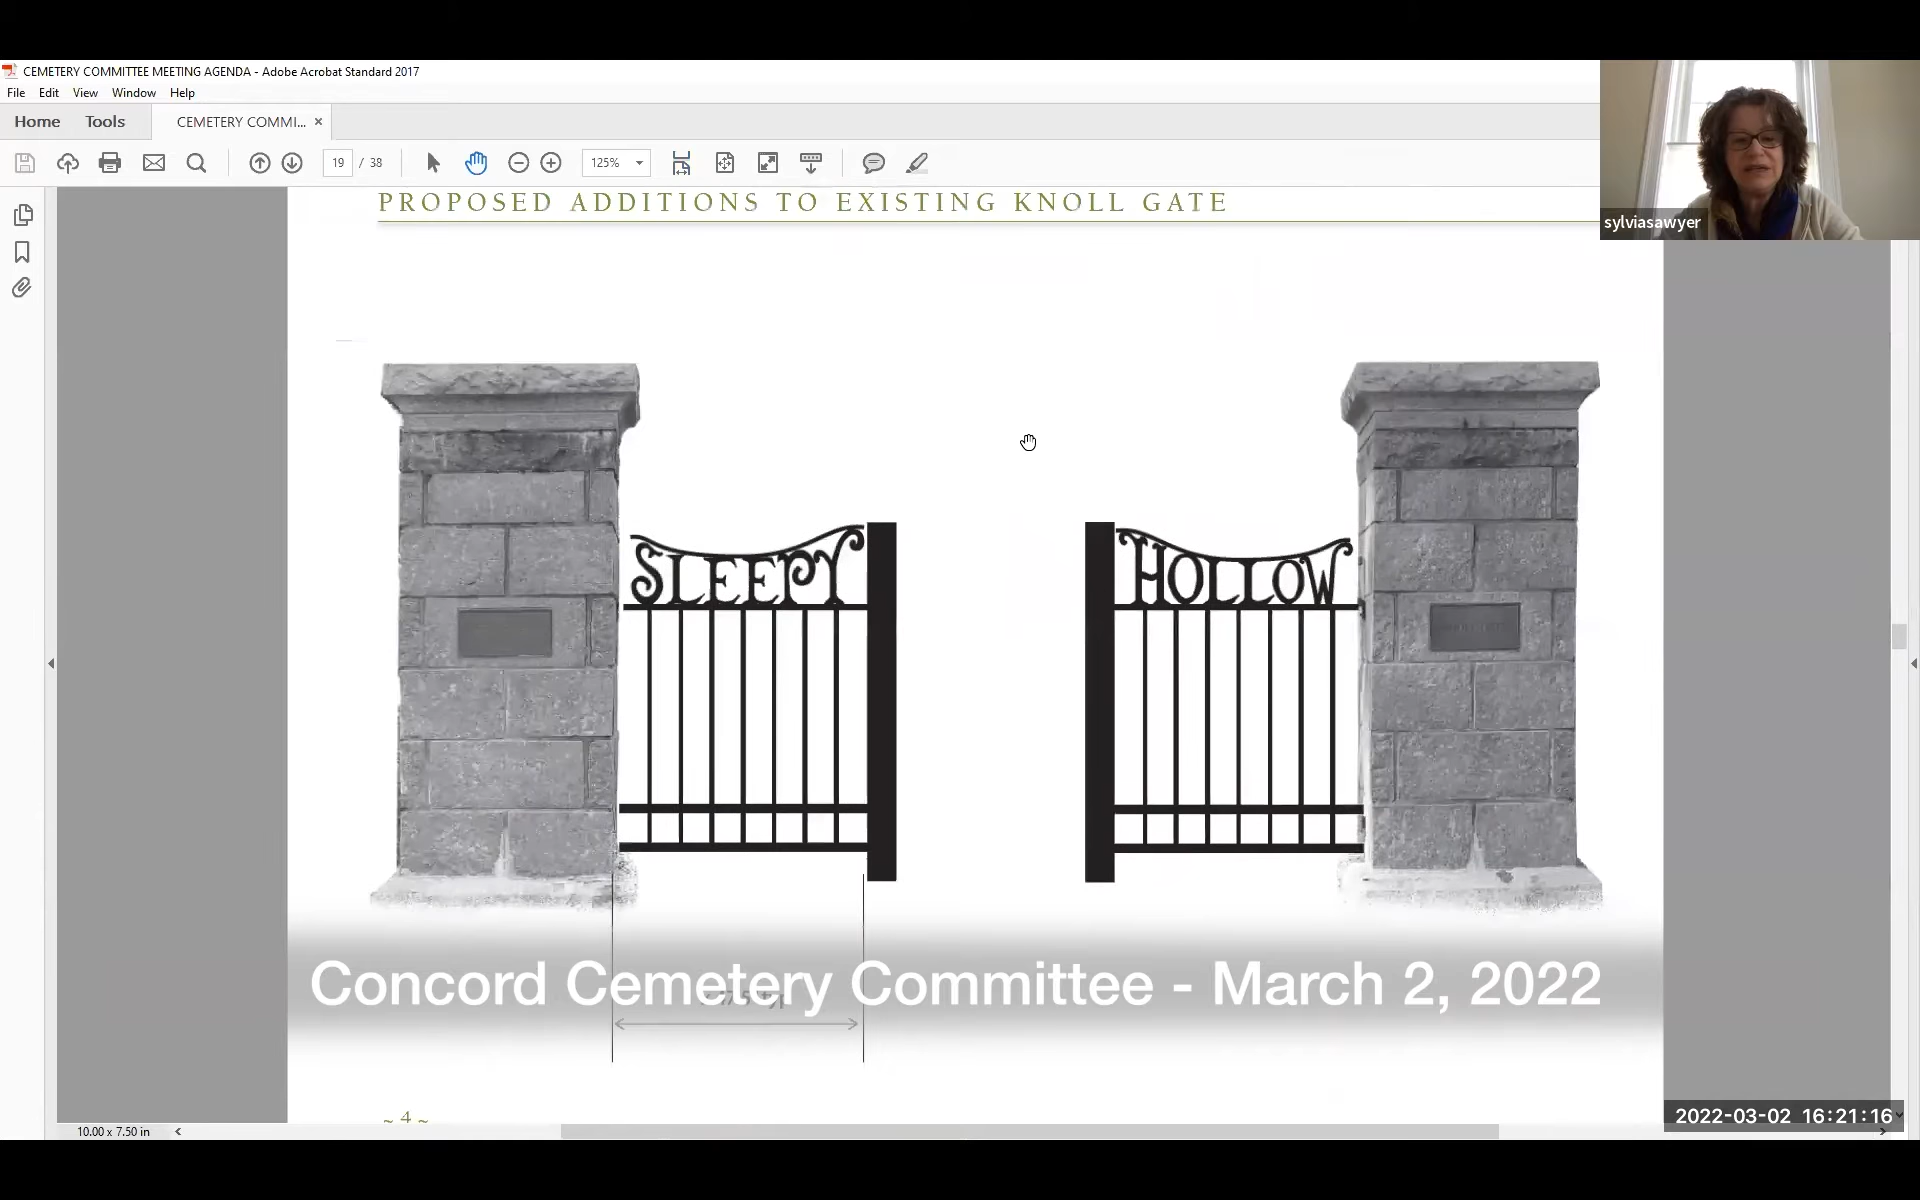 CEMETERY COMMITTEE MEETING AGENDA - Adobe Acrobat Standard 2017
File Edit View Window Help
Home Tools CEMETERY COMMI... ×
19 / 38 125%
sylviasawyer
PROPOSED ADDITIONS TO EXISTING KNOLL GATE
SLEEPY HOLLOW
Concord Cemetery Committee - March 2, 2022
~ 4 ~
2022-03-02 16:21:16
10.00 x 7.50 in